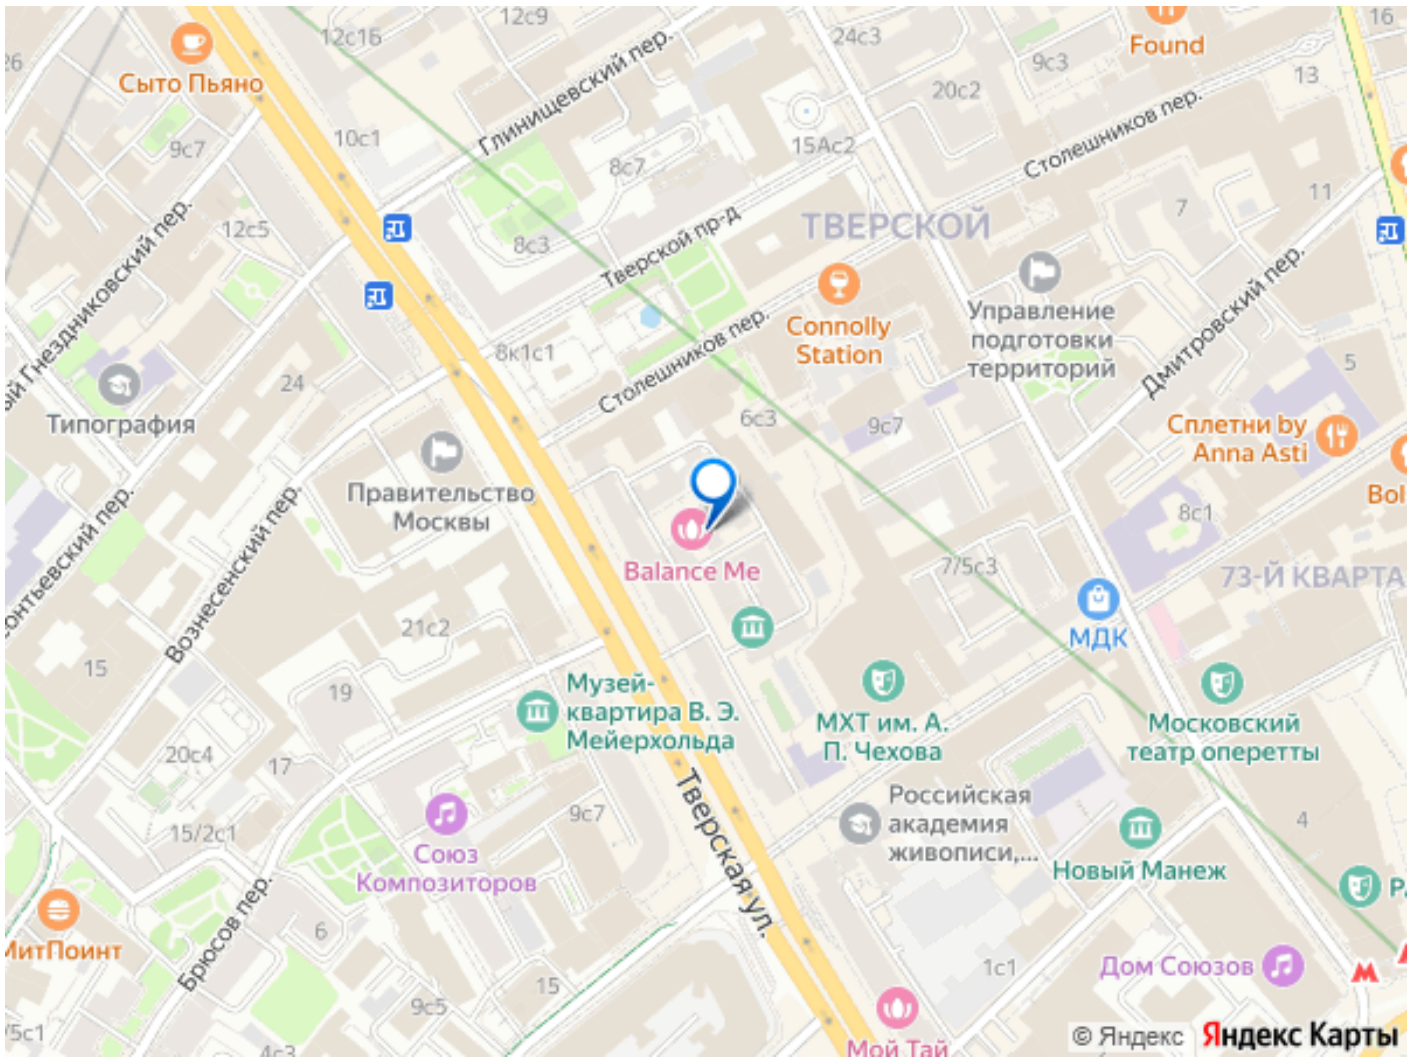 12с9
12с16
16
Сыто Пьяно
26
24с3
Found
9с3
13
20с2
Глинищевский пер.
10с1
9с7
15Ас2
8с7
Столешников пер.
11
7
12с5
8с3
Тверской пр-д
ТВЕРСКОЙ
ый Гнездниковский пер.
Connolly
Station
Управление
подготовки
территорий
Дмитровский пер.
8к1с1
Столешников пер.
5
24
Типография
6с3
9с7
Сплетни by
Anna Asti
Правительство
Москвы
Bol
8с1
онтьевский пер.
Вознесенский пер.
Balance Me
7/5с3
73-Й КВАРТА
МДК
21с2
15
19
Музей-
квартира В. Э.
Мейерхольда
МХТ им. А.
П. Чехова
Московский
театр оперетты
20с4
17
Тверская ул.
Российская
академия
живописи,...
15/2с1
9с7
4
Союз
Композиторов
Новый Манеж
Брюсов пер.
6
МитПоинт
Дом Союзов
1с1
15
9с5
/5с1
4с3
Мой Тай
© Яндекс
Яндекс Карты